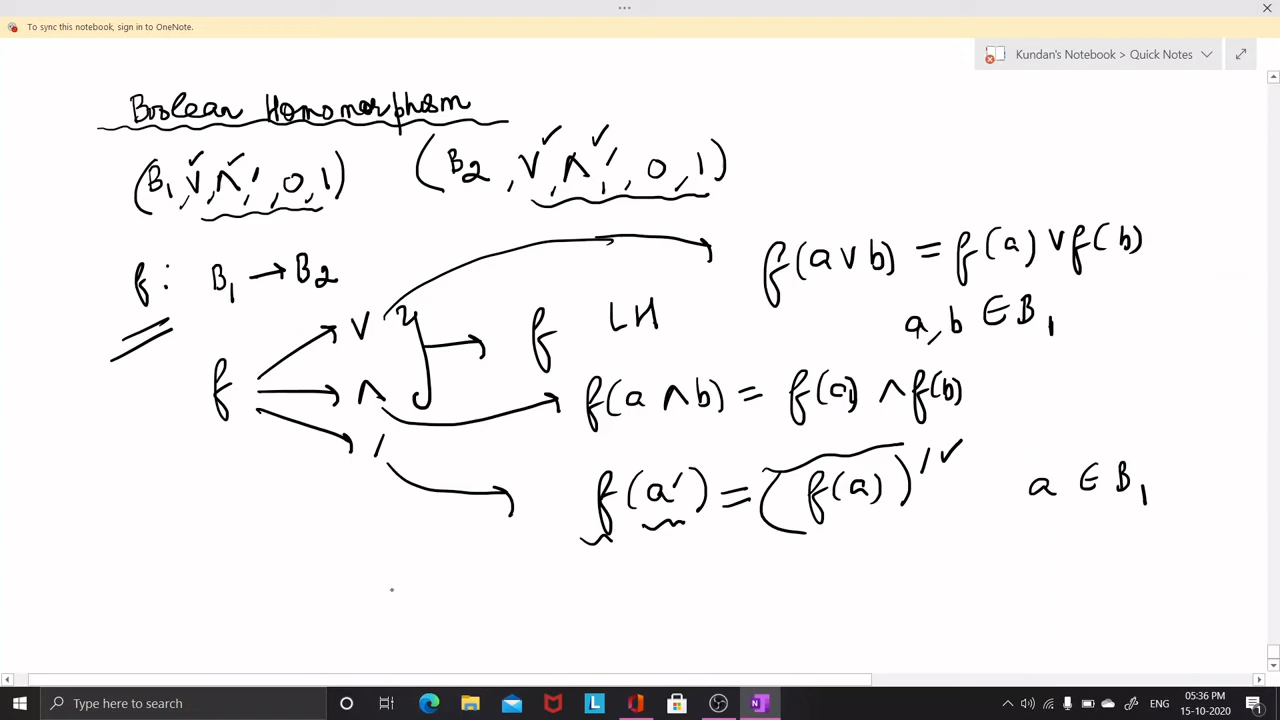 To sync this notebook, sign in to OneNote.
Kundan's Notebook > Quick Notes
Boolean Homomorphism
(B1, ∨, ∧, ', 0, 1) (B2, ∨, ∧, ', 0, 1)
f : B1 → B2
f(a ∨ b) = f(a) ∨ f(b)
a, b ∈ B1
∨
f LH
f
∧
f(a ∧ b) = f(a) ∧ f(b)
'
f(a') = (f(a))' a ∈ B1
Type here to search
L
N
ENG
05:36 PM
15-10-2020
1